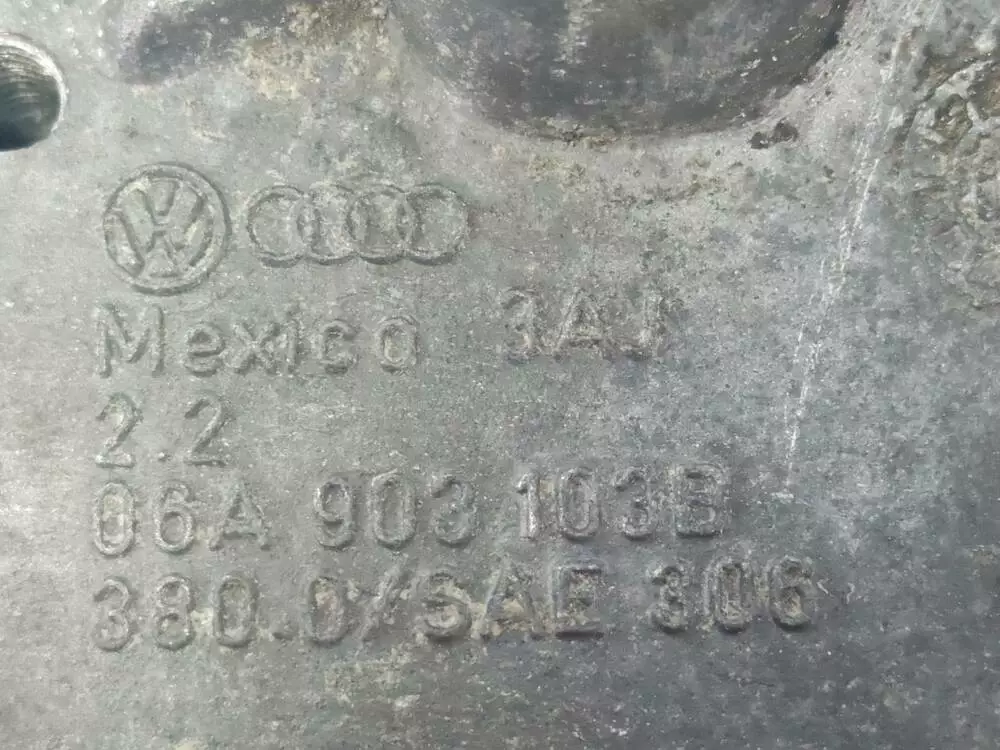 Mexico 3AJ
2.2
06A 903 103B
380.0/SAE 306